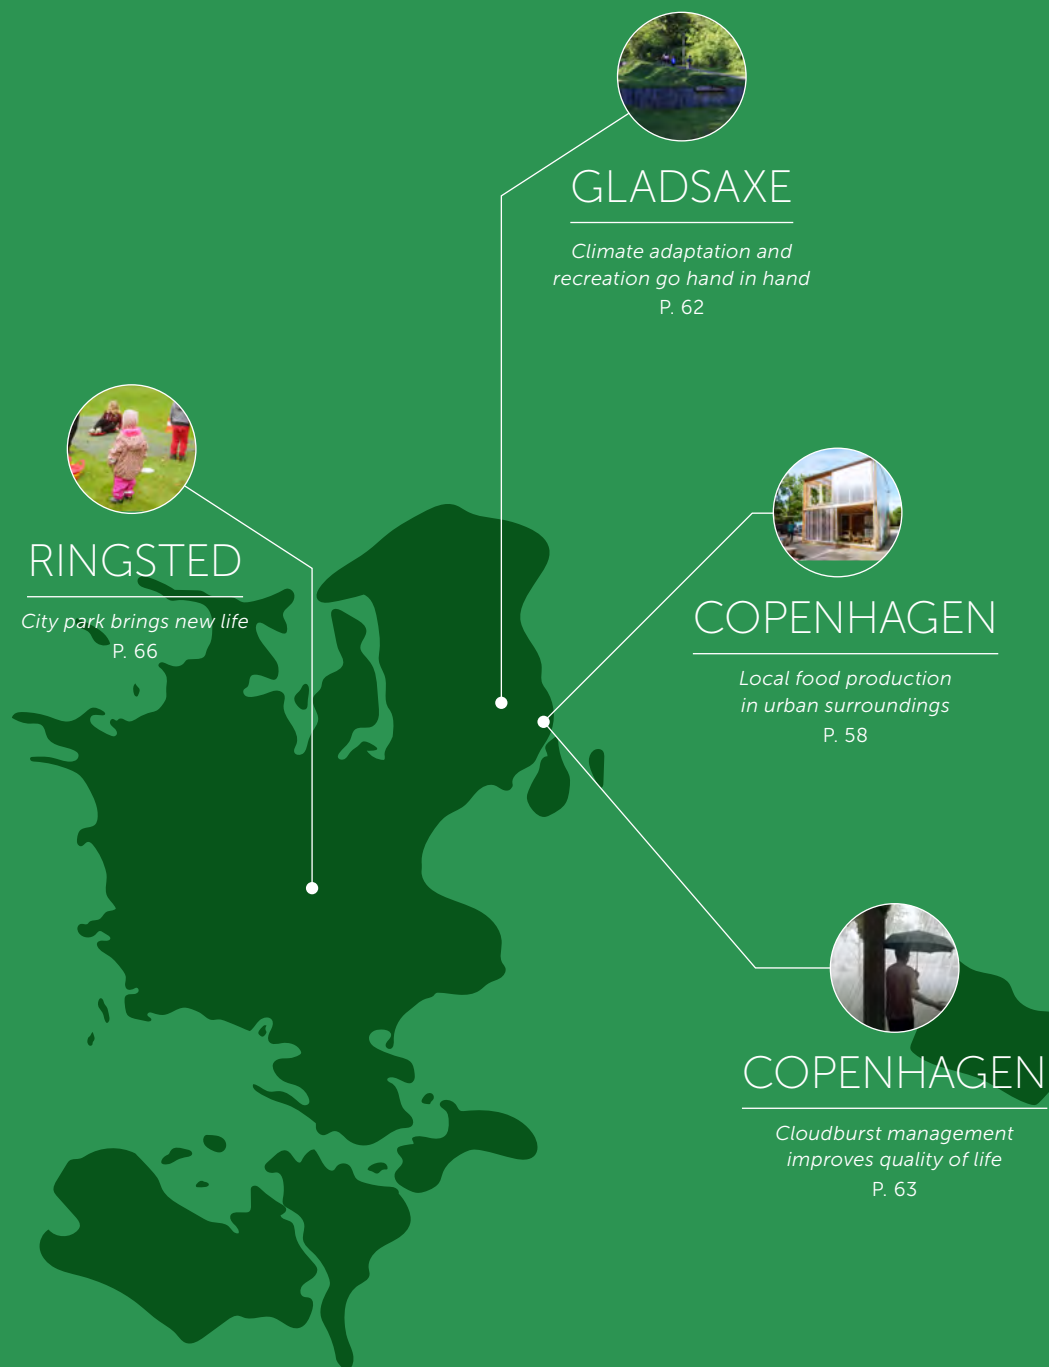 GLADSAXE
Climate adaptation and
recreation go hand in hand
P. 62
RINGSTED
City park brings new life
P. 66
COPENHAGEN
Local food production
in urban surroundings
P. 58
COPENHAGEN
Cloudburst management
improves quality of life
P. 63